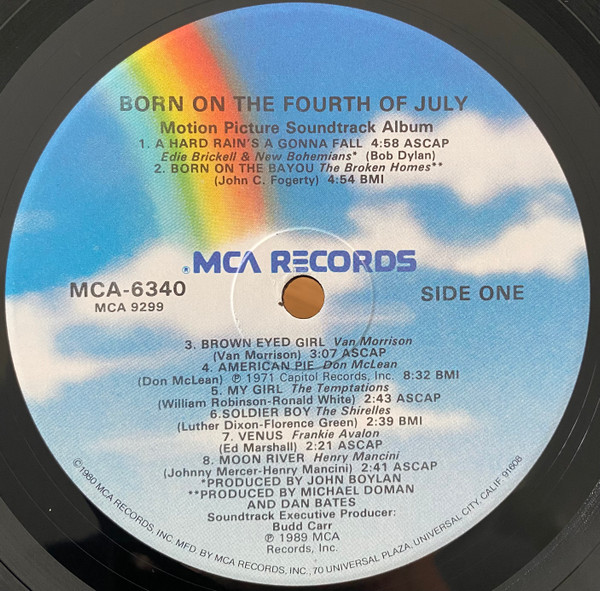 BORN ON THE FOURTH OF JULY
Motion Picture Soundtrack Album
1. A HARD RAIN'S A GONNA FALL 4:58 ASCAP
Edie Brickell & New Bohemians* (Bob Dylan)
2. BORN ON THE BAYOU The Broken Homes**
(John C. Fogerty) 4:54 BMI
®MCA RECORDS
MCA-6340
MCA 9299
SIDE ONE
3. BROWN EYED GIRL Van Morrison
(Van Morrison) 3:07 ASCAP
4. AMERICAN PIE Don McLean
(Don McLean) ℗ 1971 Capitol Records, Inc. 8:32 BMI
5. MY GIRL The Temptations
(William Robinson-Ronald White) 2:43 ASCAP
6.SOLDIER BOY The Shirelles
(Luther Dixon-Florence Green) 2:39 BMI
7. VENUS Frankie Avalon
(Ed Marshall) 2:21 ASCAP
8. MOON RIVER Henry Mancini
(Johnny Mercer-Henry Mancini) 2:41 ASCAP
*PRODUCED BY JOHN BOYLAN
**PRODUCED BY MICHAEL DOMAN
AND DAN BATES
Soundtrack Executive Producer:
Budd Carr
℗ 1989 MCA
Records, Inc.
©1980 MCA RECORDS, INC. MFD. BY MCA RECORDS, INC., 70 UNIVERSAL PLAZA, UNIVERSAL CITY, CALIF. 91608